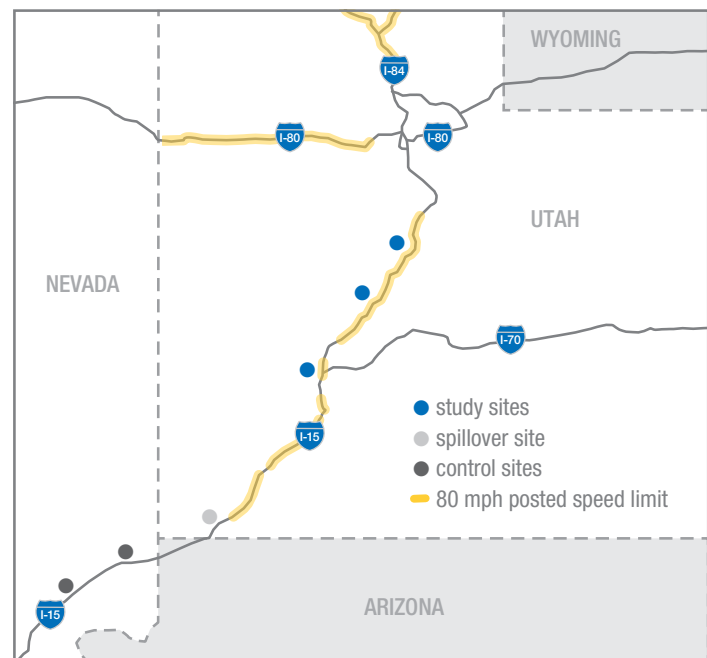 WYOMING
I-84
I-80
I-80
UTAH
NEVADA
I-70
study sites
I-15
spillover site
control sites
80 mph posted speed limit
I-15
ARIZONA